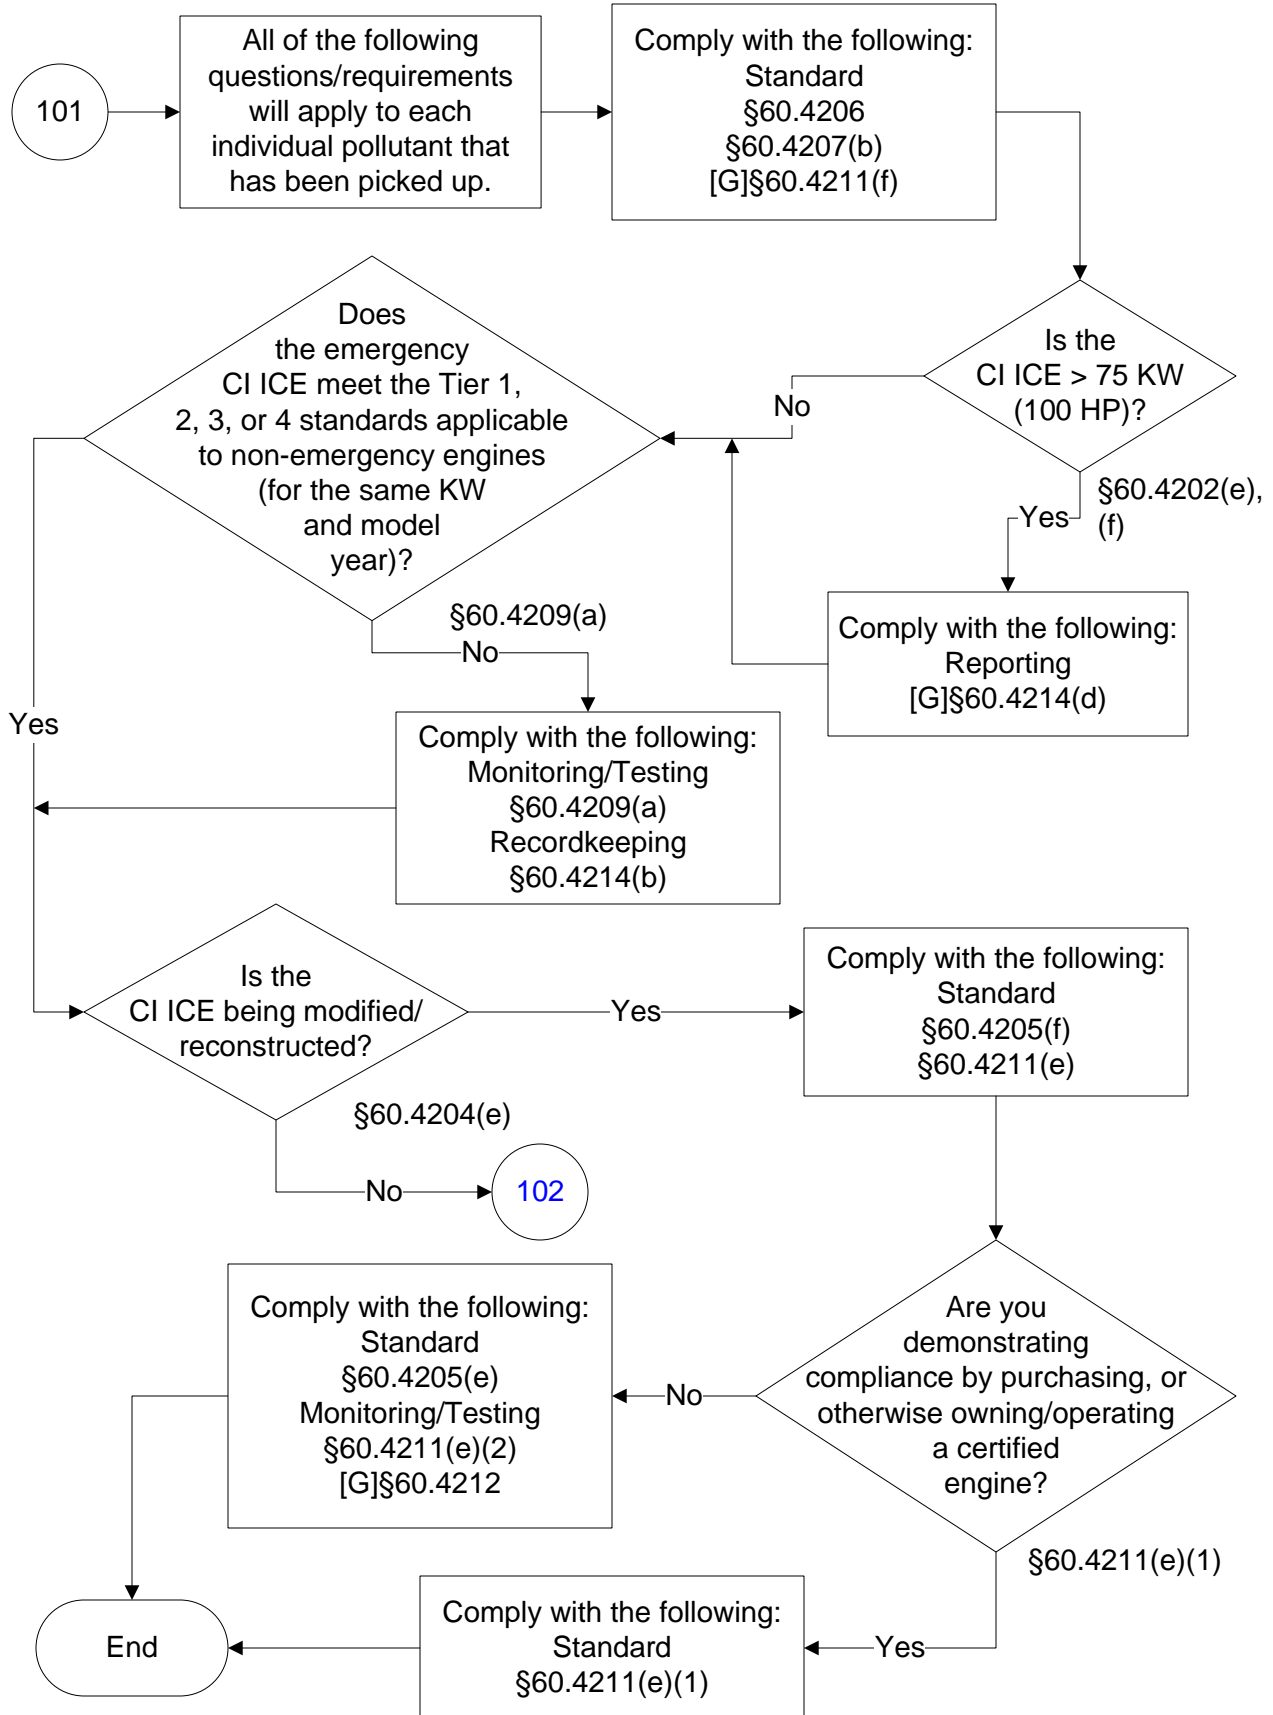 101
All of the following
questions/requirements
will apply to each
individual pollutant that
has been picked up.
Comply with the following:
Standard
§60.4206
§60.4207(b)
[G]§60.4211(f)
Is the
CI ICE > 75 KW
(100 HP)?
No
§60.4202(e),
(f)
Yes
Comply with the following:
Reporting
[G]§60.4214(d)
Does
the emergency
CI ICE meet the Tier 1,
2, 3, or 4 standards applicable
to non-emergency engines
(for the same KW
and model
year)?
§60.4209(a)
No
Yes
Comply with the following:
Monitoring/Testing
§60.4209(a)
Recordkeeping
§60.4214(b)
Is the
CI ICE being modified/
reconstructed?
§60.4204(e)
No
102
Yes
Comply with the following:
Standard
§60.4205(f)
§60.4211(e)
Are you
demonstrating
compliance by purchasing, or
otherwise owning/operating
a certified
engine?
No
Comply with the following:
Standard
§60.4205(e)
Monitoring/Testing
§60.4211(e)(2)
[G]§60.4212
§60.4211(e)(1)
Yes
Comply with the following:
Standard
§60.4211(e)(1)
End